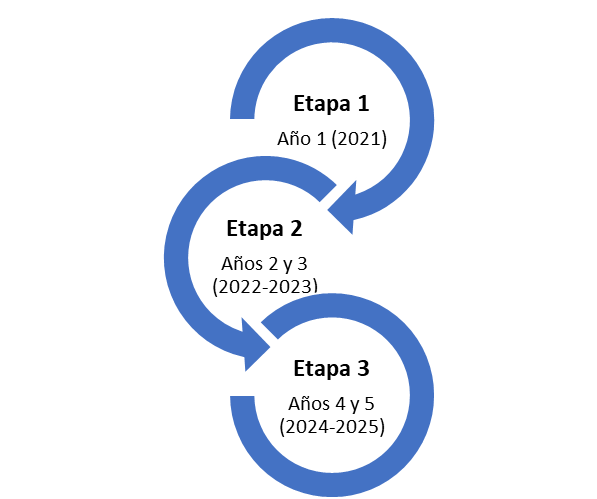 Etapa 1
Año 1 (2021)
Etapa 2
Años 2 y 3
(2022-2023)
Etapa 3
Años 4 y 5
(2024-2025)